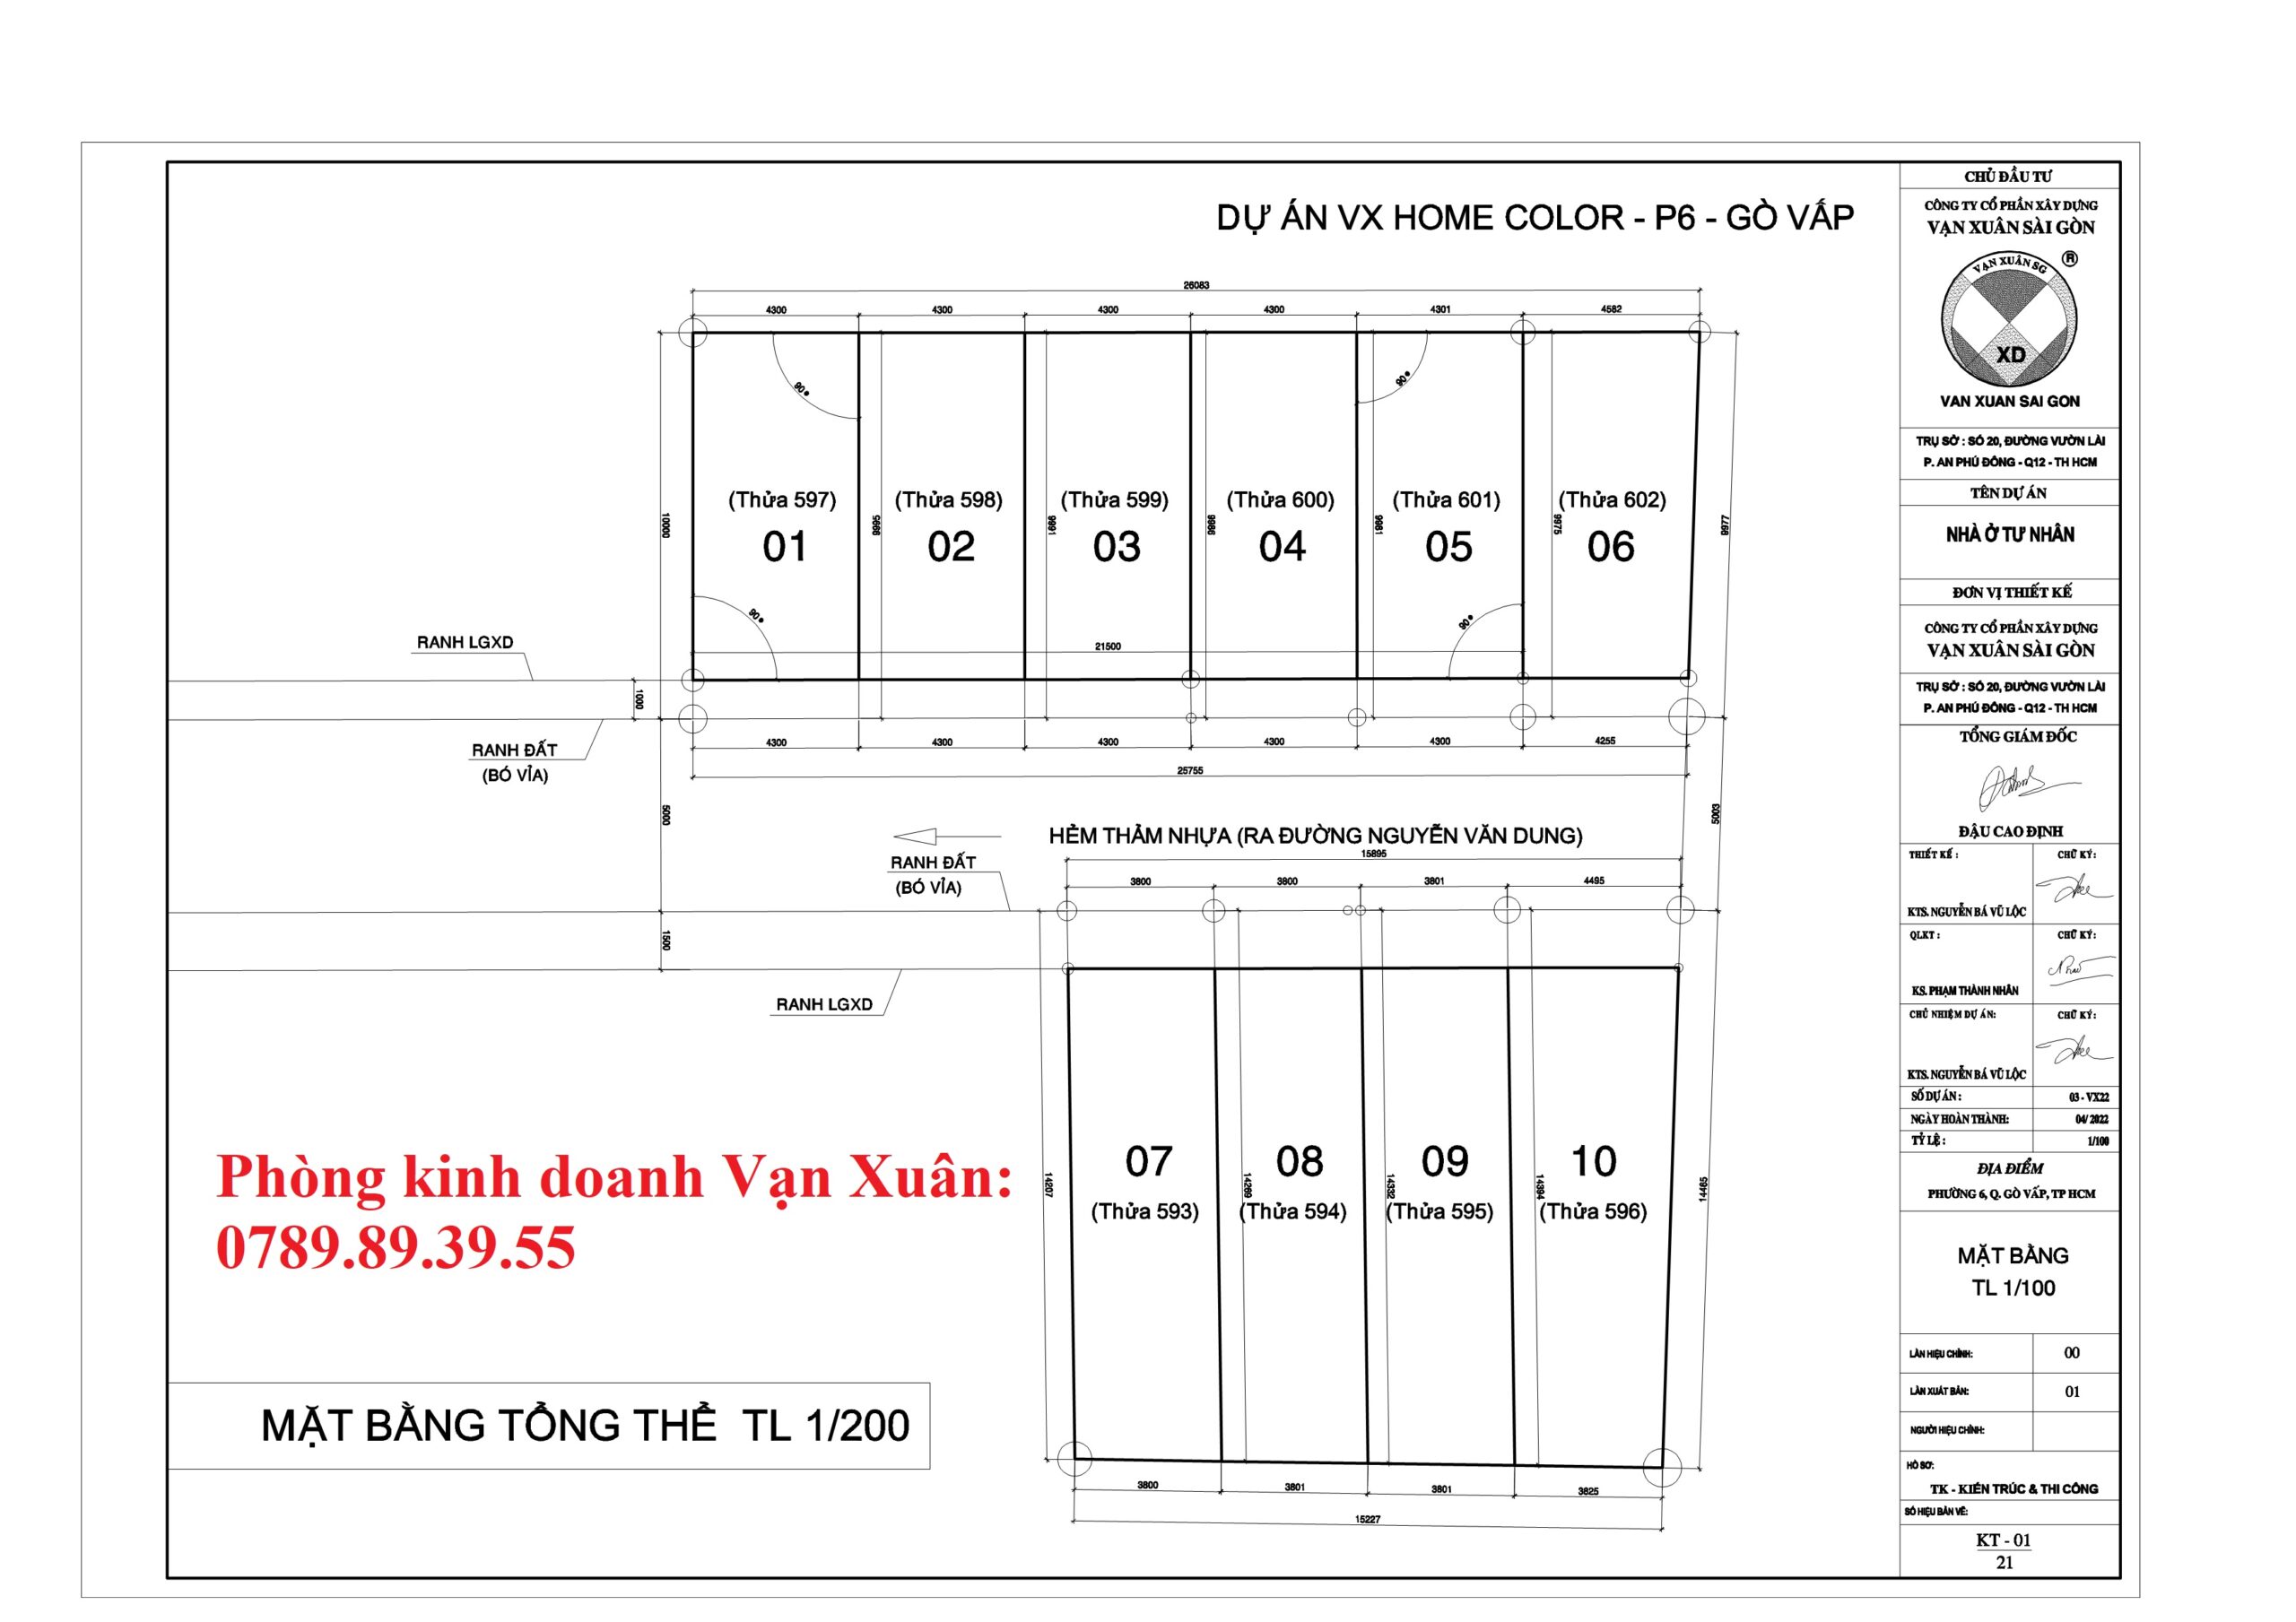 DỰ ÁN VX HOME COLOR - P6 - GÒ VẤP
26083
4300 4300 4300 4300 4301 4582
90°
90°
(Thửa 597) (Thửa 598) (Thửa 599) (Thửa 600) (Thửa 601) (Thửa 602)
01 02 03 04 05 06
10000 9991 9986 9981 9975
90°
90°
RANH LGXD
21500
1000
RANH ĐẤT
(BÓ VỈA)
4300 4300 4300 4300 4300 4255
25755
5000
5003
HẺM THẢM NHỰA (RA ĐƯỜNG NGUYỄN VĂN DUNG)
15895
RANH ĐẤT
(BÓ VỈA)
3800 3800 3801 4495
1500
RANH LGXD
07 08 09 10
(Thửa 593) (Thửa 594) (Thửa 595) (Thửa 596)
14207 14269 14332 14394 14465
Phòng kinh doanh Vạn Xuân:
0789.89.39.55
MẶT BẰNG TỔNG THỂ TL 1/200
3800 3801 3801 3825
15227
CHỦ ĐẦU TƯ
CÔNG TY CỔ PHẦN XÂY DỰNG
VẠN XUÂN SÀI GÒN
VẠN XUÂN SG
®
XD
VAN XUAN SAI GON
TRỤ SỞ : SỐ 20, ĐƯỜNG VƯỜN LÀI
P. AN PHÚ ĐÔNG - Q12 - TH HCM
TÊN DỰ ÁN
NHÀ Ở TƯ NHÂN
ĐƠN VỊ THIẾT KẾ
CÔNG TY CỔ PHẦN XÂY DỰNG
VẠN XUÂN SÀI GÒN
TRỤ SỞ : SỐ 20, ĐƯỜNG VƯỜN LÀI
P. AN PHÚ ĐÔNG - Q12 - TH HCM
TỔNG GIÁM ĐỐC
ĐẬU CAO ĐỊNH
THIẾT KẾ : CHỮ KÝ:
KTS. NGUYỄN BÁ VŨ LỘC
QLKT : CHỮ KÝ:
KS. PHẠM THÀNH NHÂN
CHỦ NHIỆM DỰ ÁN: CHỮ KÝ:
KTS. NGUYỄN BÁ VŨ LỘC
SỐ DỰ ÁN : 03 - VX22
NGÀY HOÀN THÀNH: 04/ 2022
TỶ LỆ : 1/100
ĐỊA ĐIỂM
PHƯỜNG 6, Q. GÒ VẤP, TP HCM
MẶT BẰNG
TL 1/100
LẦN HIỆU CHỈNH: 00
LẦN XUẤT BẢN: 01
NGƯỜI HIỆU CHỈNH:
HỒ SƠ:
TK - KIẾN TRÚC & THI CÔNG
SỐ HIỆU BẢN VẼ:
KT - 01
21